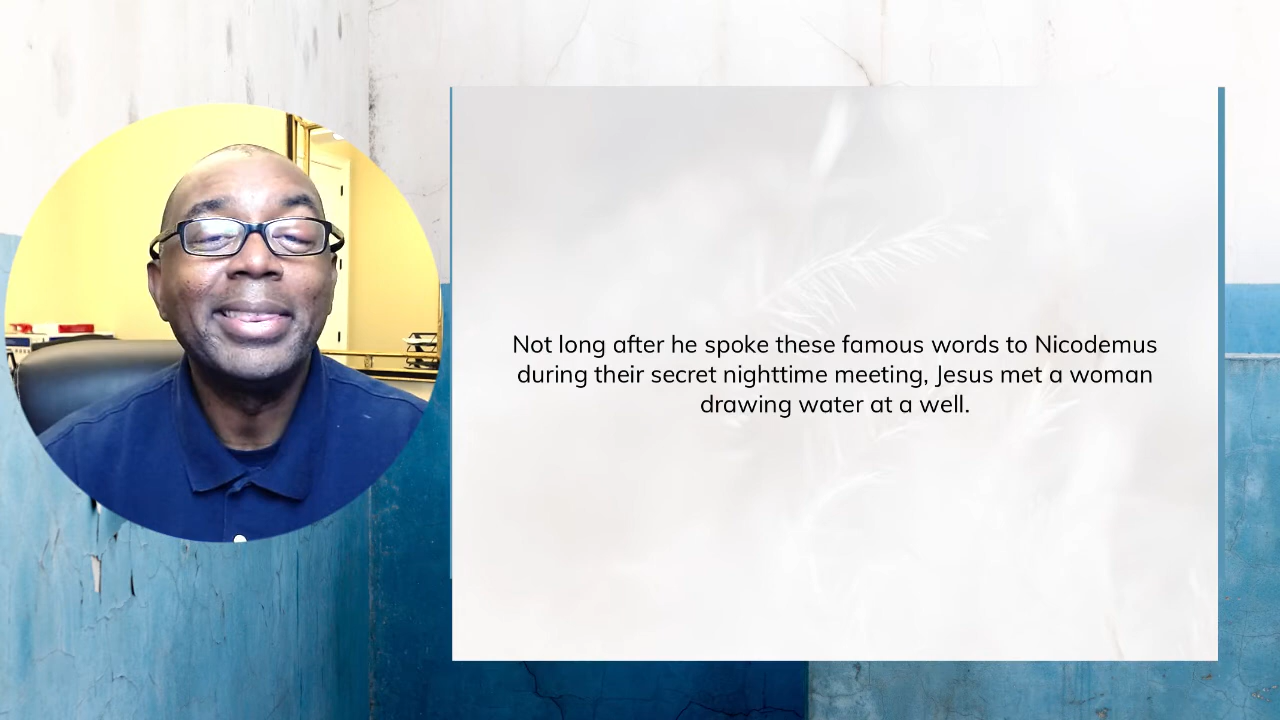 Not long after he spoke these famous words to Nicodemus
during their secret nighttime meeting, Jesus met a woman
drawing water at a well.